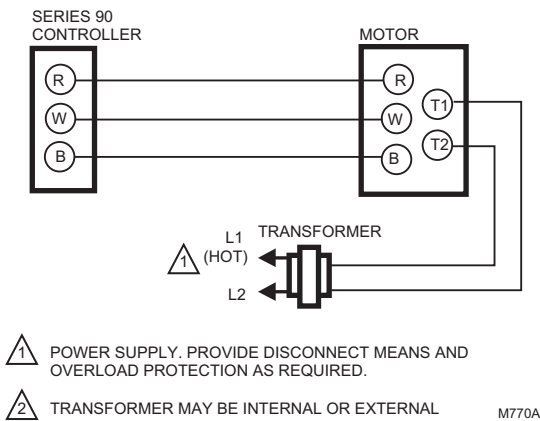 SERIES 90
CONTROLLER
MOTOR
R
R
T1
W
W
T2
B
B
L1
(HOT)
TRANSFORMER
1
L2
1 POWER SUPPLY. PROVIDE DISCONNECT MEANS AND
OVERLOAD PROTECTION AS REQUIRED.
2 TRANSFORMER MAY BE INTERNAL OR EXTERNAL
M770A